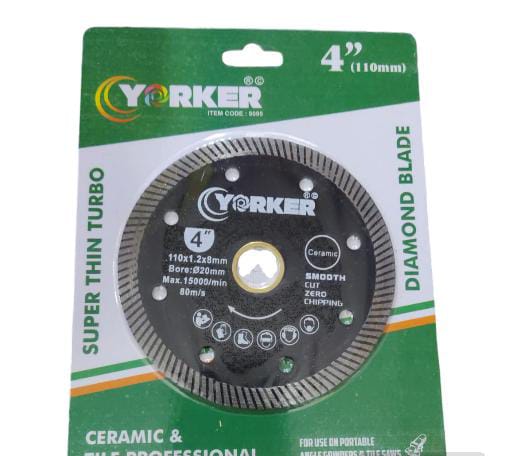 4"
(110mm)
YORKER ® ©
ITEM CODE : 9095
SUPER THIN TURBO
DIAMOND BLADE
YORKER
4"
110x1.2x8mm
Bore:Ø20mm
Max.15000/min
80m/s
Ceramic
SMOOTH
CUT
ZERO
CHIPPING
CERAMIC &
TILE PROFESSIONAL
FOR USE ON PORTABLE
ANGLE GRINDERS & TILE SAWS